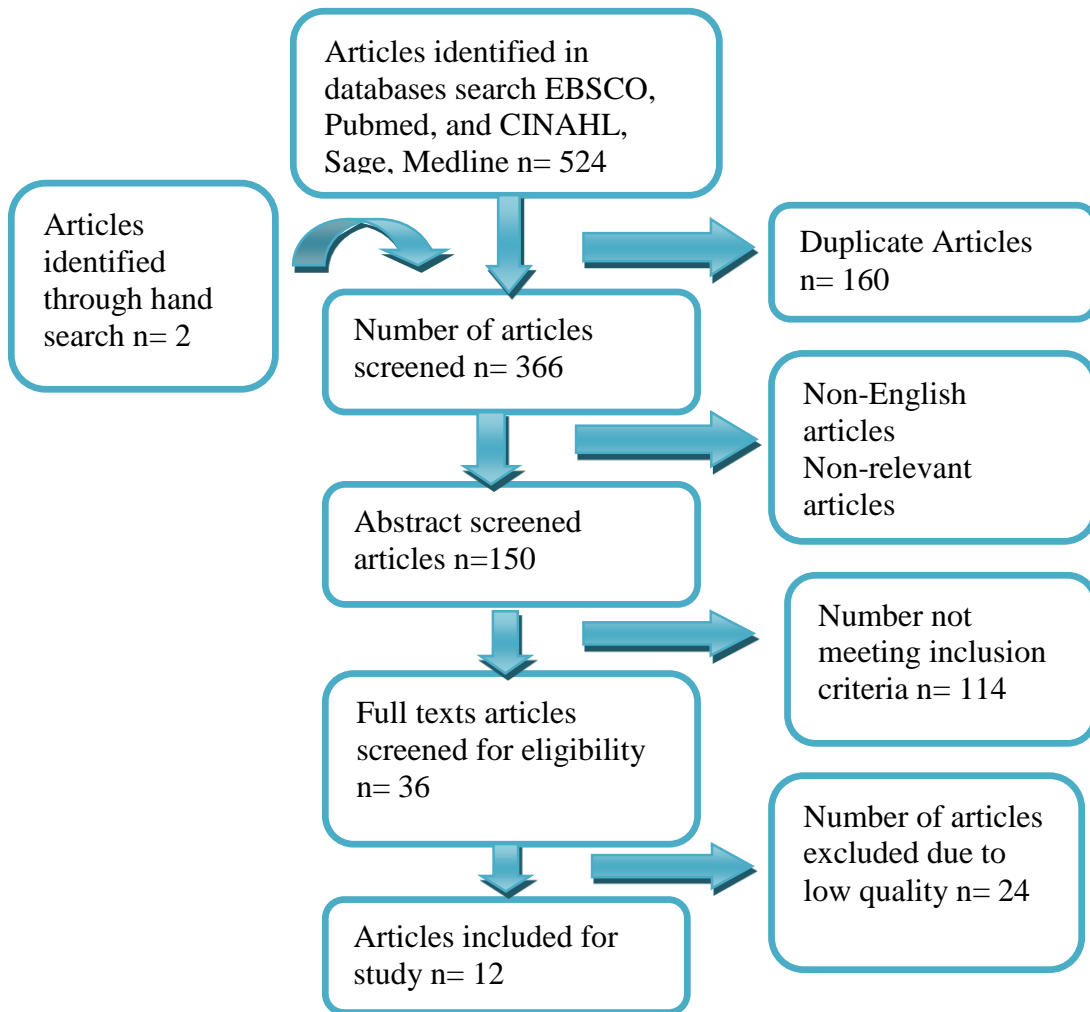 Articles identified in
databases search EBSCO,
Pubmed, and CINAHL,
Sage, Medline n= 524
Articles
identified
through hand
search n= 2
Duplicate Articles
n= 160
Number of articles
screened n= 366
Non-English
articles
Non-relevant
articles
Abstract screened
articles n=150
Number not
meeting inclusion
criteria n= 114
Full texts articles
screened for eligibility
n= 36
Number of articles
excluded due to
low quality n= 24
Articles included for
study n= 12